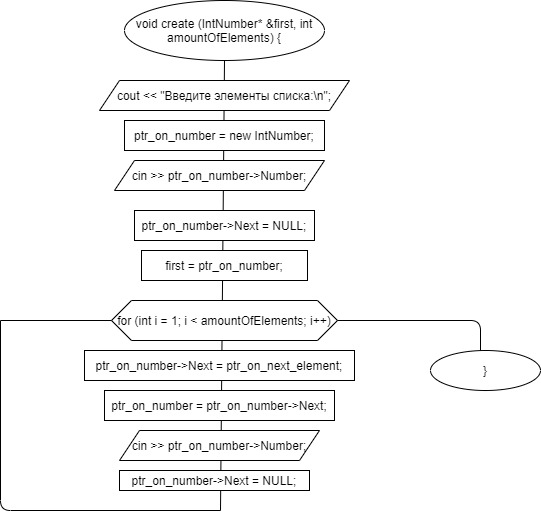 void create (IntNumber* &first, int
amountOfElements) {
cout << "Введите элементы списка:\n";
ptr_on_number = new IntNumber;
cin >> ptr_on_number->Number;
ptr_on_number->Next = NULL;
first = ptr_on_number;
for (int i = 1; i < amountOfElements; i++)
ptr_on_number->Next = ptr_on_next_element;
}
ptr_on_number = ptr_on_number->Next;
cin >> ptr_on_number->Number;
ptr_on_number->Next = NULL;